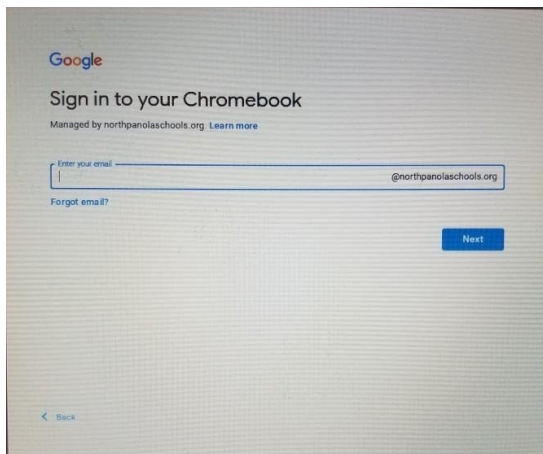 Google
Sign in to your Chromebook
Managed by northpanolaschools.org. Learn more
Enter your email
@northpanolaschools.org
Forgot email?
Next
Back